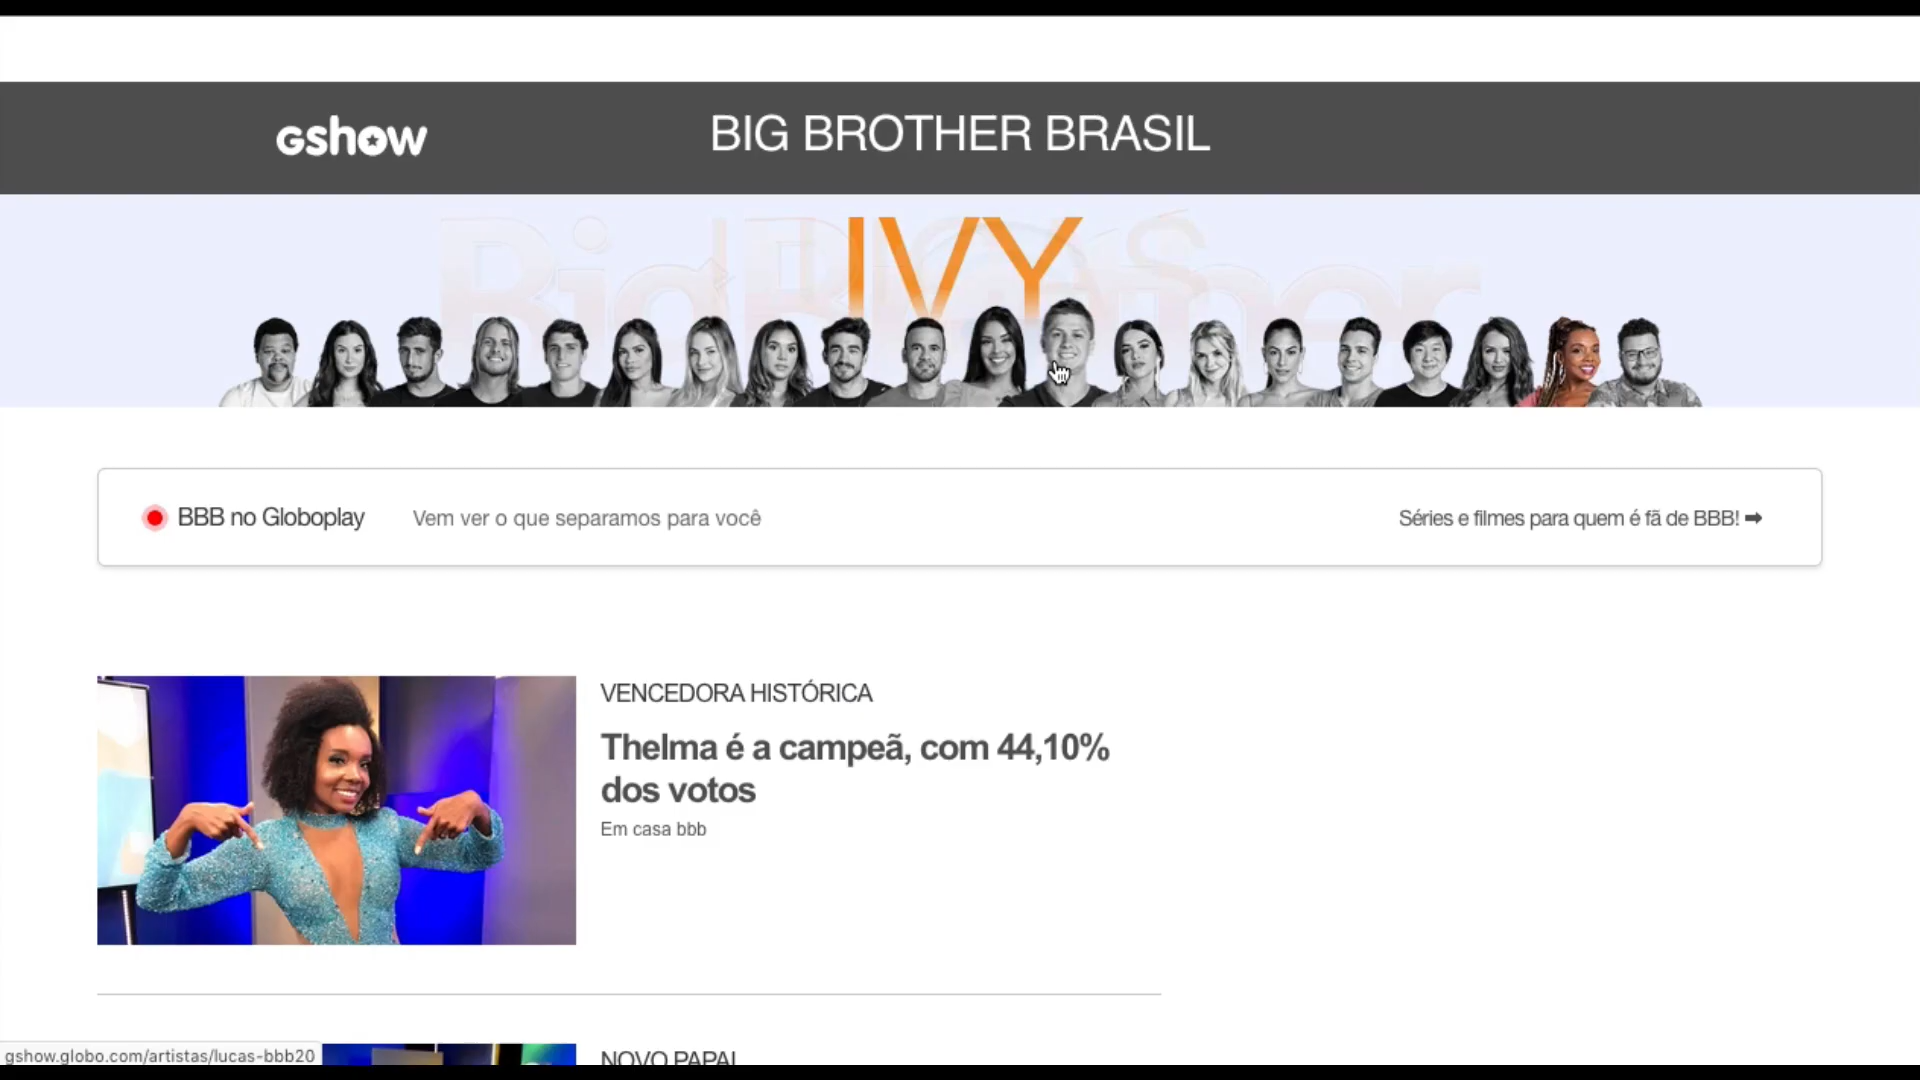 gshow
BIG BROTHER BRASIL
IVY
BBB no Globoplay
Vem ver o que separamos para você
Séries e filmes para quem é fã de BBB! ➡
VENCEDORA HISTÓRICA
Thelma é a campeã, com 44,10%
dos votos
Em casa bbb
NOVO PAPAI
gshow.globo.com/artistas/lucas-bbb20